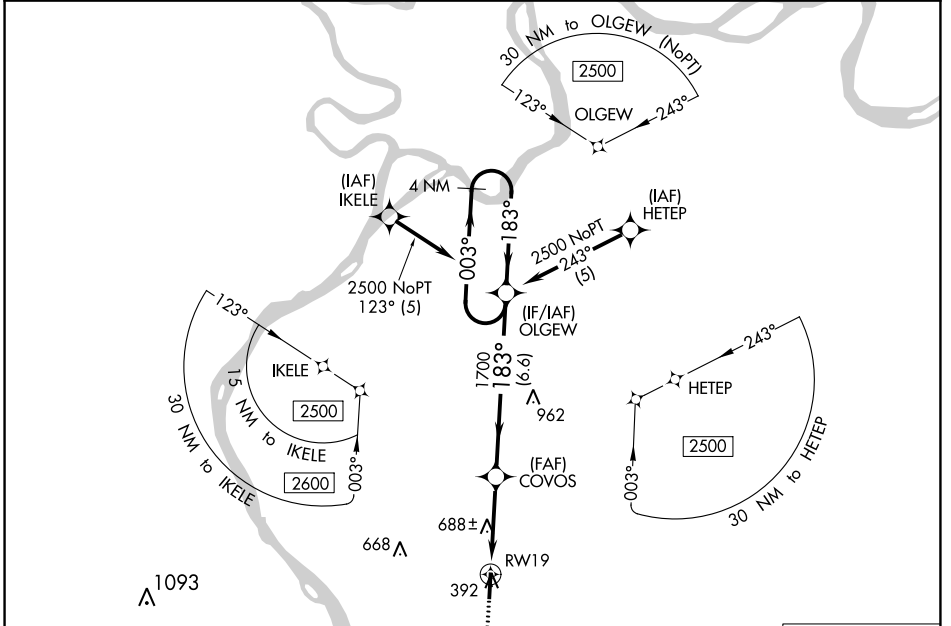 30 NM to OLGEW (NoPT)
2500
123°
243°
OLGEW
(IAF)
IKELE
4 NM
003°
183°
(IAF)
HETEP
2500 NoPT
243°
(5)
2500 NoPT
123° (5)
(IF/IAF)
OLGEW
1700
183°
(6.6)
962
123°
IKELE
15 NM to IKELE
2500
30 NM to IKELE
2600
003°
243°
HETEP
2500
003°
30 NM to HETEP
(FAF)
COVOS
688±
668
RW19
392
1093